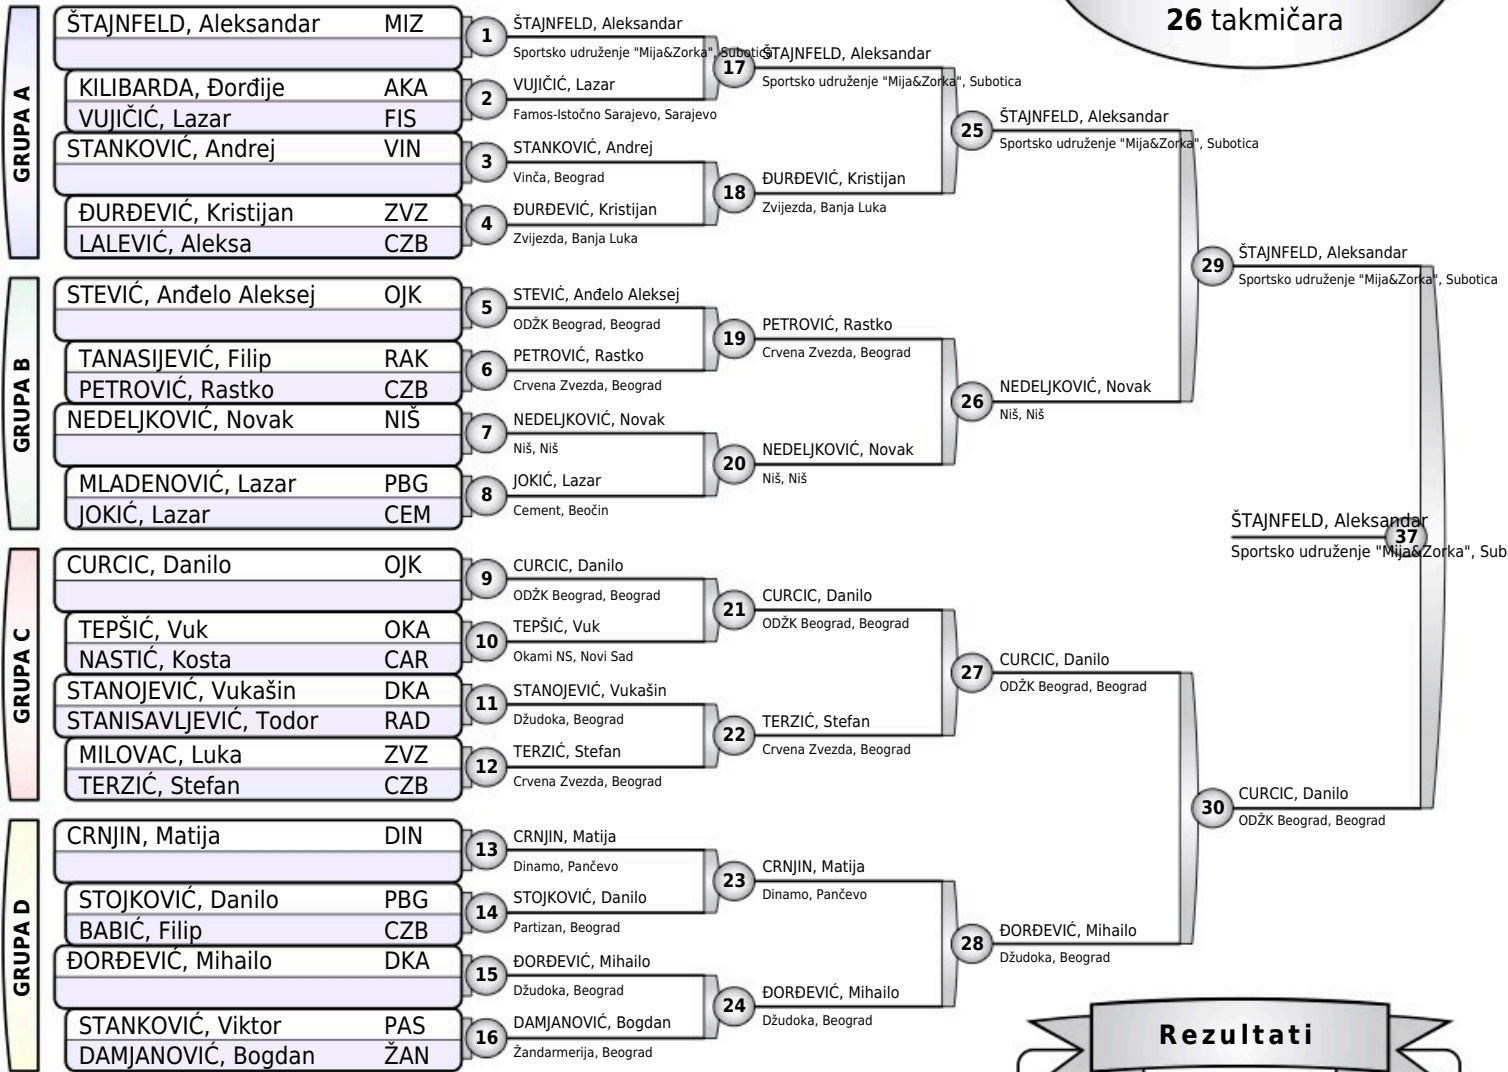 26 takmičara
GRUPA A
ŠTAJNFELD, Aleksandar MIZ
KILIBARDA, Đorđije AKA
VUJIČIĆ, Lazar FIS
STANKOVIĆ, Andrej VIN
ĐURĐEVIĆ, Kristijan ZVZ
LALEVIĆ, Aleksa CZB
GRUPA B
STEVIĆ, Anđelo Aleksej OJK
TANASIJEVIĆ, Filip RAK
PETROVIĆ, Rastko CZB
NEDELJKOVIĆ, Novak NIŠ
MLADENOVIĆ, Lazar PBG
JOKIĆ, Lazar CEM
GRUPA C
CURCIC, Danilo OJK
TEPŠIĆ, Vuk OKA
NASTIĆ, Kosta CAR
STANOJEVIĆ, Vukašin DKA
STANISAVLJEVIĆ, Todor RAD
MILOVAC, Luka ZVZ
TERZIĆ, Stefan CZB
GRUPA D
CRNJIN, Matija DIN
STOJKOVIĆ, Danilo PBG
BABIĆ, Filip CZB
ĐORĐEVIĆ, Mihailo DKA
STANKOVIĆ, Viktor PAS
DAMJANOVIĆ, Bogdan ŽAN
1 ŠTAJNFELD, Aleksandar
Sportsko udruženje "Mija&Zorka", Subotica
2 VUJIČIĆ, Lazar
Famos-Istočno Sarajevo, Sarajevo
3 STANKOVIĆ, Andrej
Vinča, Beograd
4 ĐURĐEVIĆ, Kristijan
Zvijezda, Banja Luka
5 STEVIĆ, Anđelo Aleksej
ODŽK Beograd, Beograd
6 PETROVIĆ, Rastko
Crvena Zvezda, Beograd
7 NEDELJKOVIĆ, Novak
Niš, Niš
8 JOKIĆ, Lazar
Cement, Beočin
9 CURCIC, Danilo
ODŽK Beograd, Beograd
10 TEPŠIĆ, Vuk
Okami NS, Novi Sad
11 STANOJEVIĆ, Vukašin
Džudoka, Beograd
12 TERZIĆ, Stefan
Crvena Zvezda, Beograd
13 CRNJIN, Matija
Dinamo, Pančevo
14 STOJKOVIĆ, Danilo
Partizan, Beograd
15 ĐORĐEVIĆ, Mihailo
Džudoka, Beograd
16 DAMJANOVIĆ, Bogdan
Žandarmerija, Beograd
17 ŠTAJNFELD, Aleksandar
Sportsko udruženje "Mija&Zorka", Subotica
18 ĐURĐEVIĆ, Kristijan
Zvijezda, Banja Luka
19 PETROVIĆ, Rastko
Crvena Zvezda, Beograd
20 NEDELJKOVIĆ, Novak
Niš, Niš
21 CURCIC, Danilo
ODŽK Beograd, Beograd
22 TERZIĆ, Stefan
Crvena Zvezda, Beograd
23 CRNJIN, Matija
Dinamo, Pančevo
24 ĐORĐEVIĆ, Mihailo
Džudoka, Beograd
25 ŠTAJNFELD, Aleksandar
Sportsko udruženje "Mija&Zorka", Subotica
26 NEDELJKOVIĆ, Novak
Niš, Niš
27 CURCIC, Danilo
ODŽK Beograd, Beograd
28 ĐORĐEVIĆ, Mihailo
Džudoka, Beograd
29 ŠTAJNFELD, Aleksandar
Sportsko udruženje "Mija&Zorka", Subotica
30 CURCIC, Danilo
ODŽK Beograd, Beograd
ŠTAJNFELD, Aleksandar
37
Sportsko udruženje "Mija&Zorka", Sub
Rezultati